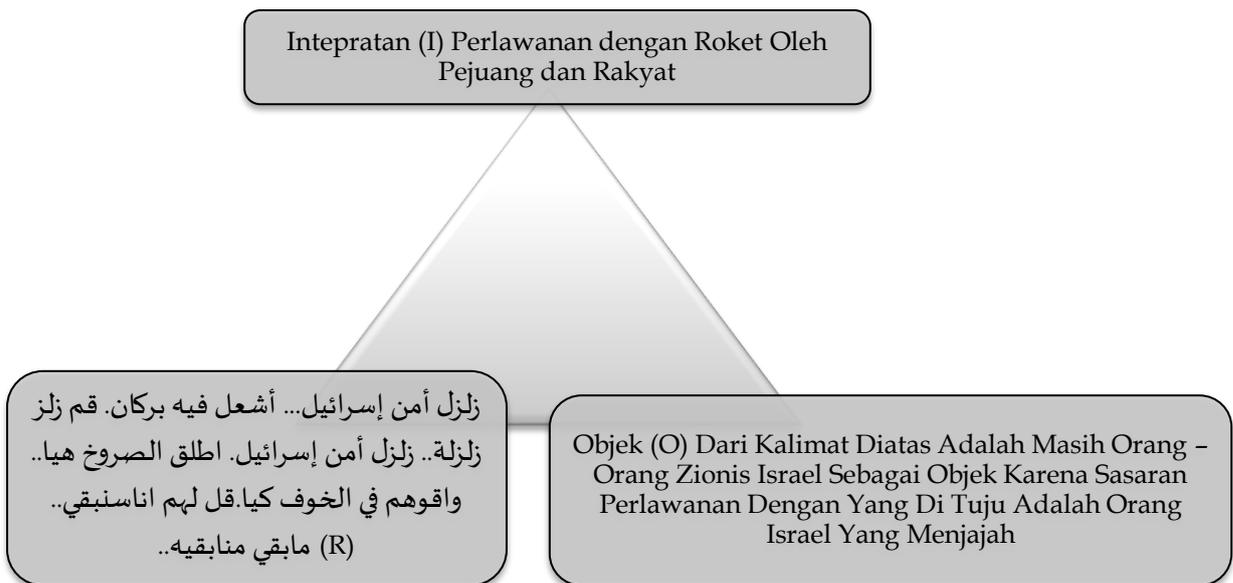 Intepratan (I) Perlawanan dengan Roket Oleh
Pejuang dan Rakyat
زلزل أمن إسرائيل... أشعل فيه بركان. قم زلز
زلزلة.. زلزل أمن إسرائيل. اطلق الصروخ هيا..
واقوهم في الخوف كيا.قل لهم اناسنبقي..
مابقي منابقيه.. (R)
Objek (O) Dari Kalimat Diatas Adalah Masih Orang –
Orang Zionis Israel Sebagai Objek Karena Sasaran
Perlawanan Dengan Yang Di Tuju Adalah Orang
Israel Yang Menjajah